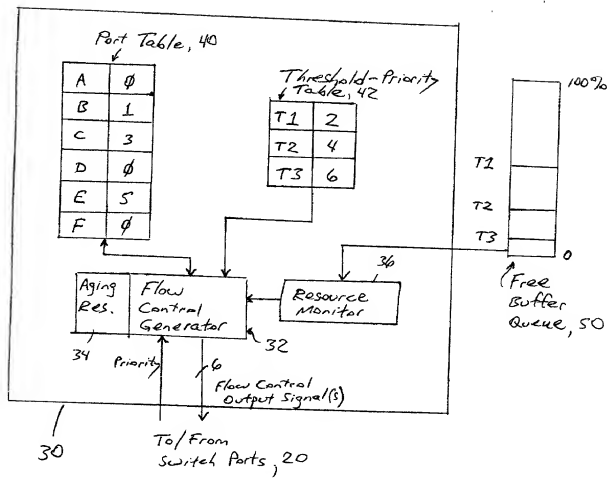 Port Table, 40
A ϕ
B 1
C 3
D ϕ
E 5
F ϕ
Threshold-Priority
Table, 42
T1 2
T2 4
T3 6
100%
T1
T2
T3
0
Free
Buffer
Queue, 50
Aging
Res.
34
Flow
Control
Generator
32
36
Resource
Monitor
Priority
6
Flow Control
Output Signal(s)
30
To/From
Switch Ports, 20